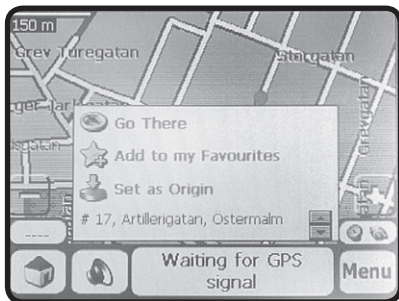 150 m
Grev Turegatan
Storgatan
Go There
Add to my Favourites
Set as Origin
Grevgatan
# 17, Artillerigatan, Östermalm
Waiting for GPS
signal
Menu